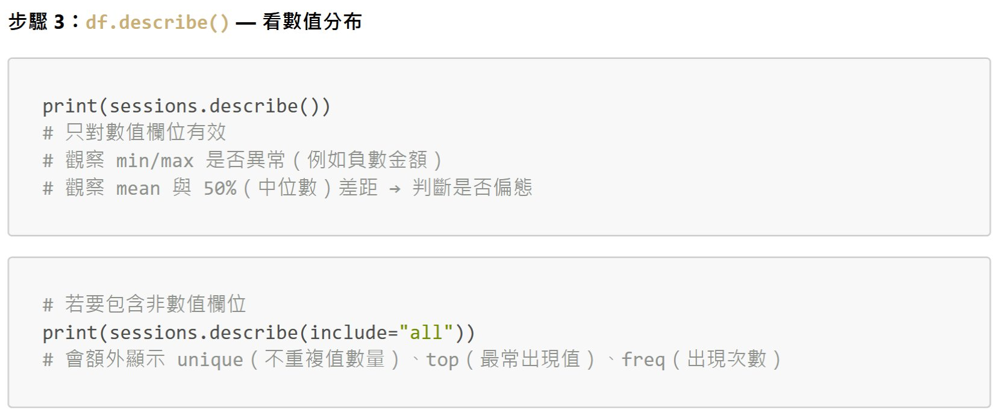 步驟 3：df.describe() — 看數值分布
print(sessions.describe())
# 只對數值欄位有效
# 觀察 min/max 是否異常（例如負數金額）
# 觀察 mean 與 50%（中位數）差距 → 判斷是否偏態
# 若要包含非數值欄位
print(sessions.describe(include="all"))
# 會額外顯示 unique（不重複值數量）、top（最常出現值）、freq（出現次數）